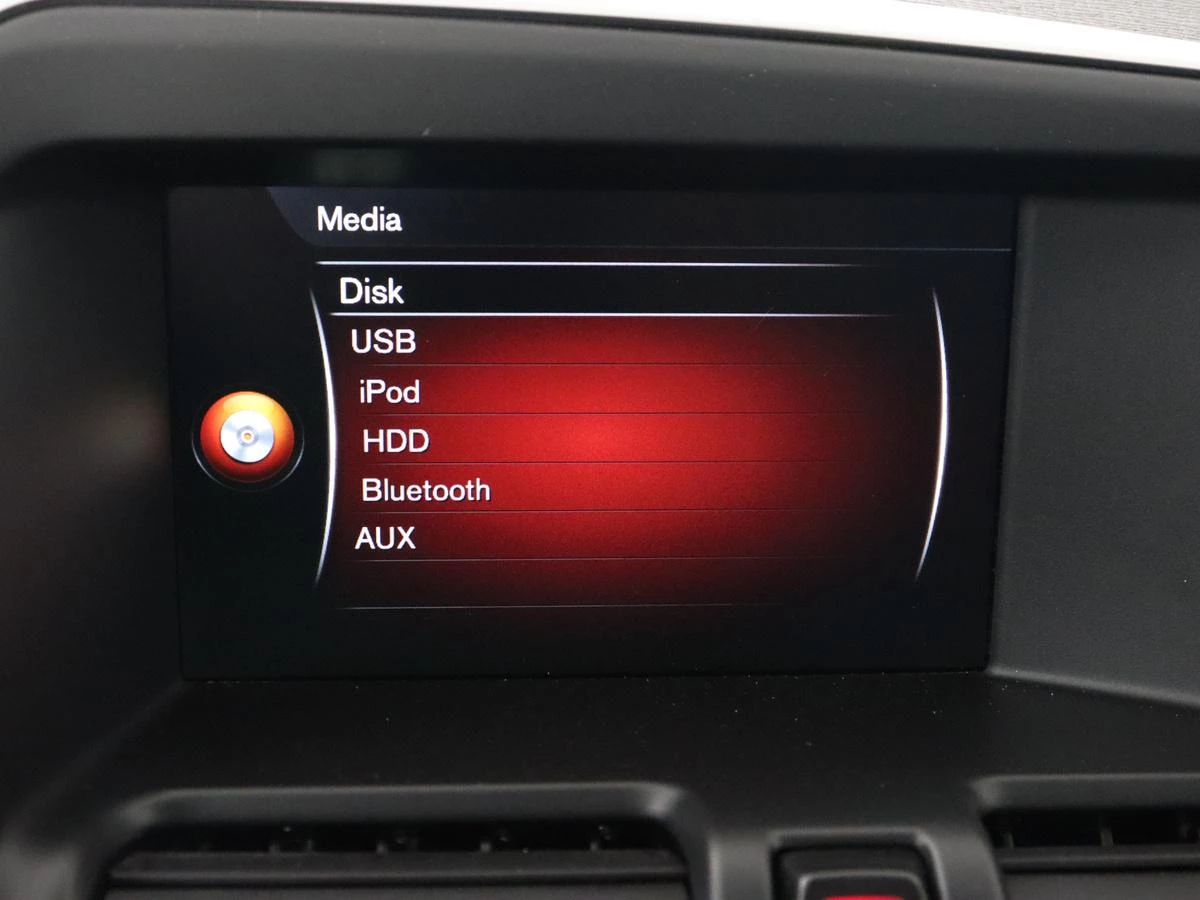 Media
Disk
USB
iPod
HDD
Bluetooth
AUX